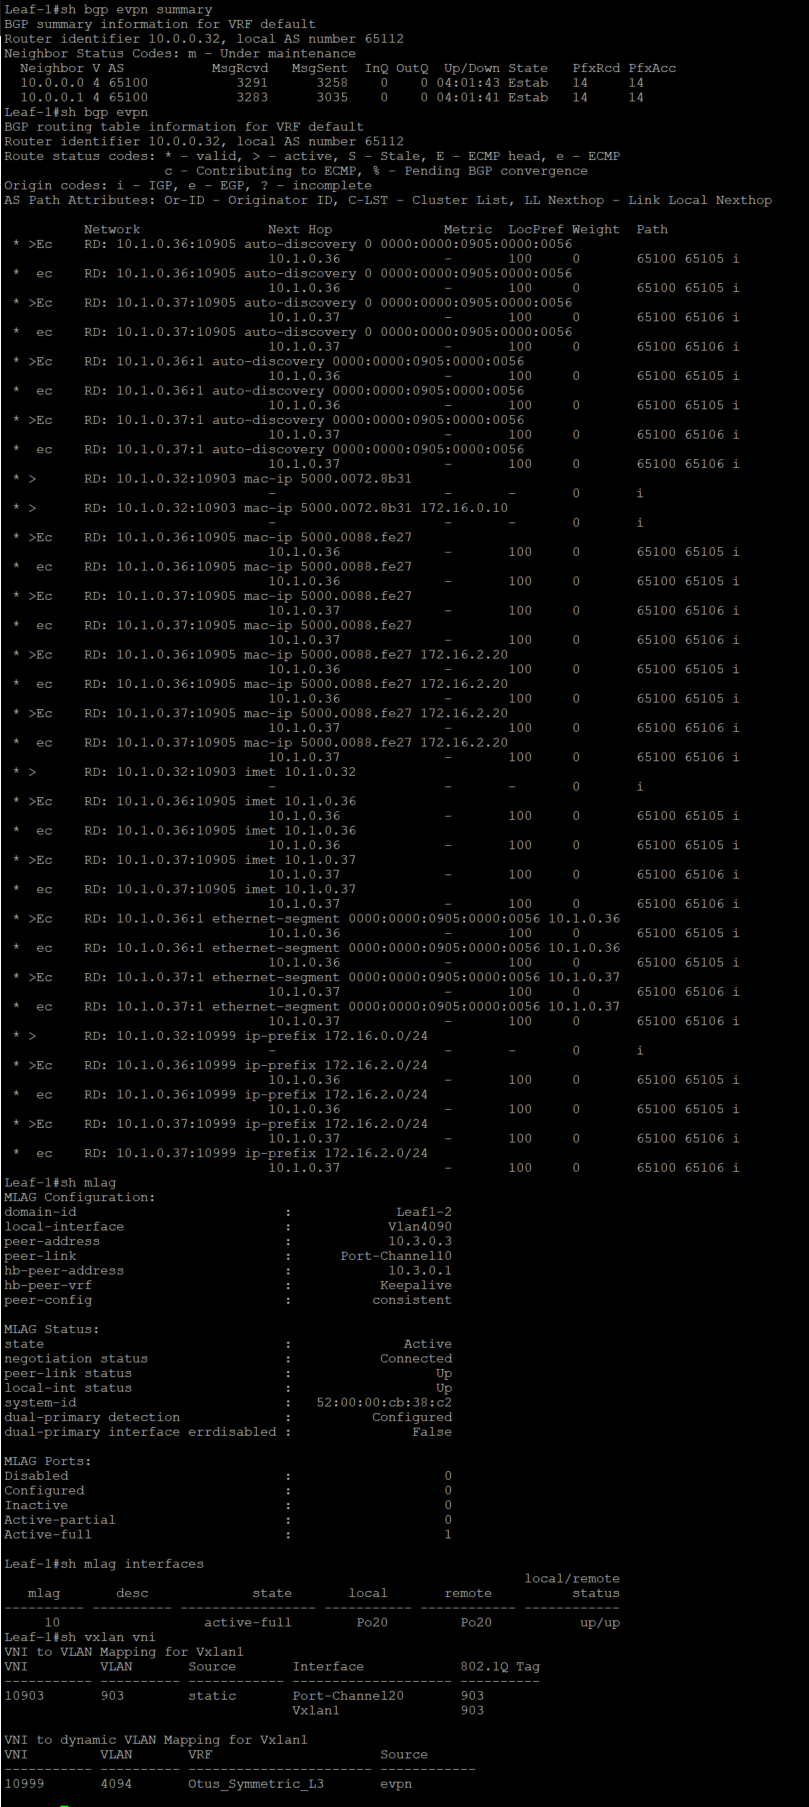 Leaf-1#sh bgp evpn summary
BGP summary information for VRF default
Router identifier 10.0.0.32, local AS number 65112
Neighbor Status Codes: m - Under maintenance
  Neighbor V AS           MsgRcvd   MsgSent  InQ OutQ  Up/Down State   PfxRcd PfxAcc
  10.0.0.0 4 65100           3291      3258    0    0 04:01:43 Estab   14     14
  10.0.0.1 4 65100           3283      3035    0    0 04:01:41 Estab   14     14
Leaf-1#sh bgp evpn
BGP routing table information for VRF default
Router identifier 10.0.0.32, local AS number 65112
Route status codes: * - valid, > - active, S - Stale, E - ECMP head, e - ECMP
                    c - Contributing to ECMP, % - Pending BGP convergence
Origin codes: i - IGP, e - EGP, ? - incomplete
AS Path Attributes: Or-ID - Originator ID, C-LST - Cluster List, LL Nexthop - Link Local Nexthop
          Network                Next Hop              Metric  LocPref Weight  Path
 * >Ec    RD: 10.1.0.36:10905 auto-discovery 0 0000:0000:0905:0000:0056
                                 10.1.0.36             -       100     0       65100 65105 i
 *  ec    RD: 10.1.0.36:10905 auto-discovery 0 0000:0000:0905:0000:0056
                                 10.1.0.36             -       100     0       65100 65105 i
 * >Ec    RD: 10.1.0.37:10905 auto-discovery 0 0000:0000:0905:0000:0056
                                 10.1.0.37             -       100     0       65100 65106 i
 *  ec    RD: 10.1.0.37:10905 auto-discovery 0 0000:0000:0905:0000:0056
                                 10.1.0.37             -       100     0       65100 65106 i
 * >Ec    RD: 10.1.0.36:1 auto-discovery 0000:0000:0905:0000:0056
                                 10.1.0.36             -       100     0       65100 65105 i
 *  ec    RD: 10.1.0.36:1 auto-discovery 0000:0000:0905:0000:0056
                                 10.1.0.36             -       100     0       65100 65105 i
 * >Ec    RD: 10.1.0.37:1 auto-discovery 0000:0000:0905:0000:0056
                                 10.1.0.37             -       100     0       65100 65106 i
 *  ec    RD: 10.1.0.37:1 auto-discovery 0000:0000:0905:0000:0056
                                 10.1.0.37             -       100     0       65100 65106 i
 * >      RD: 10.1.0.32:10903 mac-ip 5000.0072.8b31
                                 -                     -       -       0       i
 * >      RD: 10.1.0.32:10903 mac-ip 5000.0072.8b31 172.16.0.10
                                 -                     -       -       0       i
 * >Ec    RD: 10.1.0.36:10905 mac-ip 5000.0088.fe27
                                 10.1.0.36             -       100     0       65100 65105 i
 *  ec    RD: 10.1.0.36:10905 mac-ip 5000.0088.fe27
                                 10.1.0.36             -       100     0       65100 65105 i
 * >Ec    RD: 10.1.0.37:10905 mac-ip 5000.0088.fe27
                                 10.1.0.37             -       100     0       65100 65106 i
 *  ec    RD: 10.1.0.37:10905 mac-ip 5000.0088.fe27
                                 10.1.0.37             -       100     0       65100 65106 i
 * >Ec    RD: 10.1.0.36:10905 mac-ip 5000.0088.fe27 172.16.2.20
                                 10.1.0.36             -       100     0       65100 65105 i
 *  ec    RD: 10.1.0.36:10905 mac-ip 5000.0088.fe27 172.16.2.20
                                 10.1.0.36             -       100     0       65100 65105 i
 * >Ec    RD: 10.1.0.37:10905 mac-ip 5000.0088.fe27 172.16.2.20
                                 10.1.0.37             -       100     0       65100 65106 i
 *  ec    RD: 10.1.0.37:10905 mac-ip 5000.0088.fe27 172.16.2.20
                                 10.1.0.37             -       100     0       65100 65106 i
 * >      RD: 10.1.0.32:10903 imet 10.1.0.32
                                 -                     -       -       0       i
 * >Ec    RD: 10.1.0.36:10905 imet 10.1.0.36
                                 10.1.0.36             -       100     0       65100 65105 i
 *  ec    RD: 10.1.0.36:10905 imet 10.1.0.36
                                 10.1.0.36             -       100     0       65100 65105 i
 * >Ec    RD: 10.1.0.37:10905 imet 10.1.0.37
                                 10.1.0.37             -       100     0       65100 65106 i
 *  ec    RD: 10.1.0.37:10905 imet 10.1.0.37
                                 10.1.0.37             -       100     0       65100 65106 i
 * >Ec    RD: 10.1.0.36:1 ethernet-segment 0000:0000:0905:0000:0056 10.1.0.36
                                 10.1.0.36             -       100     0       65100 65105 i
 *  ec    RD: 10.1.0.36:1 ethernet-segment 0000:0000:0905:0000:0056 10.1.0.36
                                 10.1.0.36             -       100     0       65100 65105 i
 * >Ec    RD: 10.1.0.37:1 ethernet-segment 0000:0000:0905:0000:0056 10.1.0.37
                                 10.1.0.37             -       100     0       65100 65106 i
 *  ec    RD: 10.1.0.37:1 ethernet-segment 0000:0000:0905:0000:0056 10.1.0.37
                                 10.1.0.37             -       100     0       65100 65106 i
 * >      RD: 10.1.0.32:10999 ip-prefix 172.16.0.0/24
                                 -                     -       -       0       i
 * >Ec    RD: 10.1.0.36:10999 ip-prefix 172.16.2.0/24
                                 10.1.0.36             -       100     0       65100 65105 i
 *  ec    RD: 10.1.0.36:10999 ip-prefix 172.16.2.0/24
                                 10.1.0.36             -       100     0       65100 65105 i
 * >Ec    RD: 10.1.0.37:10999 ip-prefix 172.16.2.0/24
                                 10.1.0.37             -       100     0       65100 65106 i
 *  ec    RD: 10.1.0.37:10999 ip-prefix 172.16.2.0/24
                                 10.1.0.37             -       100     0       65100 65106 i
Leaf-1#sh mlag
MLAG Configuration:
domain-id                          :             Leaf1-2
local-interface                    :            Vlan4090
peer-address                       :            10.3.0.3
peer-link                          :      Port-Channel10
hb-peer-address                    :            10.3.0.1
hb-peer-vrf                        :           Keepalive
peer-config                        :          consistent
MLAG Status:
state                              :              Active
negotiation status                 :           Connected
peer-link status                   :                  Up
local-int status                   :                  Up
system-id                          :   52:00:00:cb:38:c2
dual-primary detection             :          Configured
dual-primary interface errdisabled :               False
MLAG Ports:
Disabled                           :                   0
Configured                         :                   0
Inactive                           :                   0
Active-partial                     :                   0
Active-full                        :                   1
Leaf-1#sh mlag interfaces
                                                                 local/remote
   mlag       desc             state       local       remote          status
---------- ---------- ----------------- ----------- ------------ ------------
     10                  active-full       Po20         Po20           up/up
Leaf-1#sh vxlan vni
VNI to VLAN Mapping for Vxlan1
VNI         VLAN       Source       Interface            802.1Q Tag
----------- ---------- ------------ -------------------- ----------
10903       903        static       Port-Channel20       903
                                    Vxlan1               903
VNI to dynamic VLAN Mapping for Vxlan1
VNI         VLAN       VRF                     Source
----------- ---------- ----------------------- ------------
10999       4094       Otus_Symmetric_L3       evpn